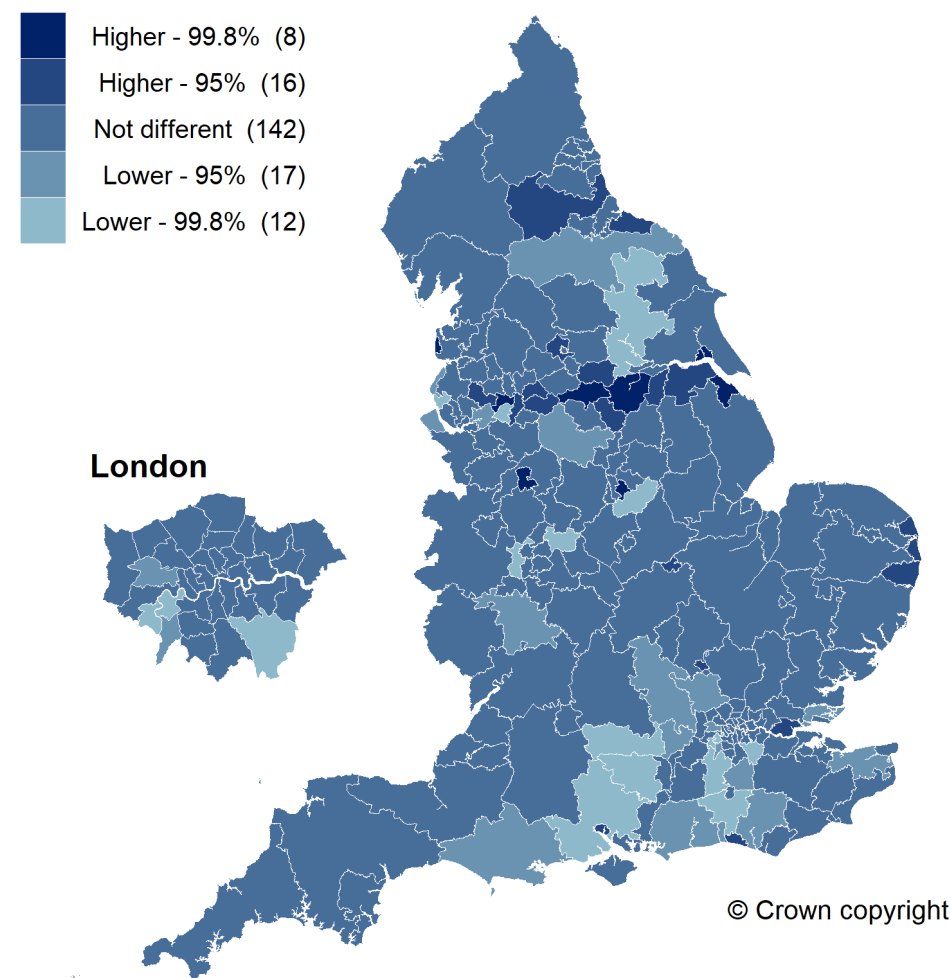 Higher - 99.8% (8)
Higher - 95% (16)
Not different (142)
Lower - 95% (17)
Lower - 99.8% (12)
London
© Crown copyright